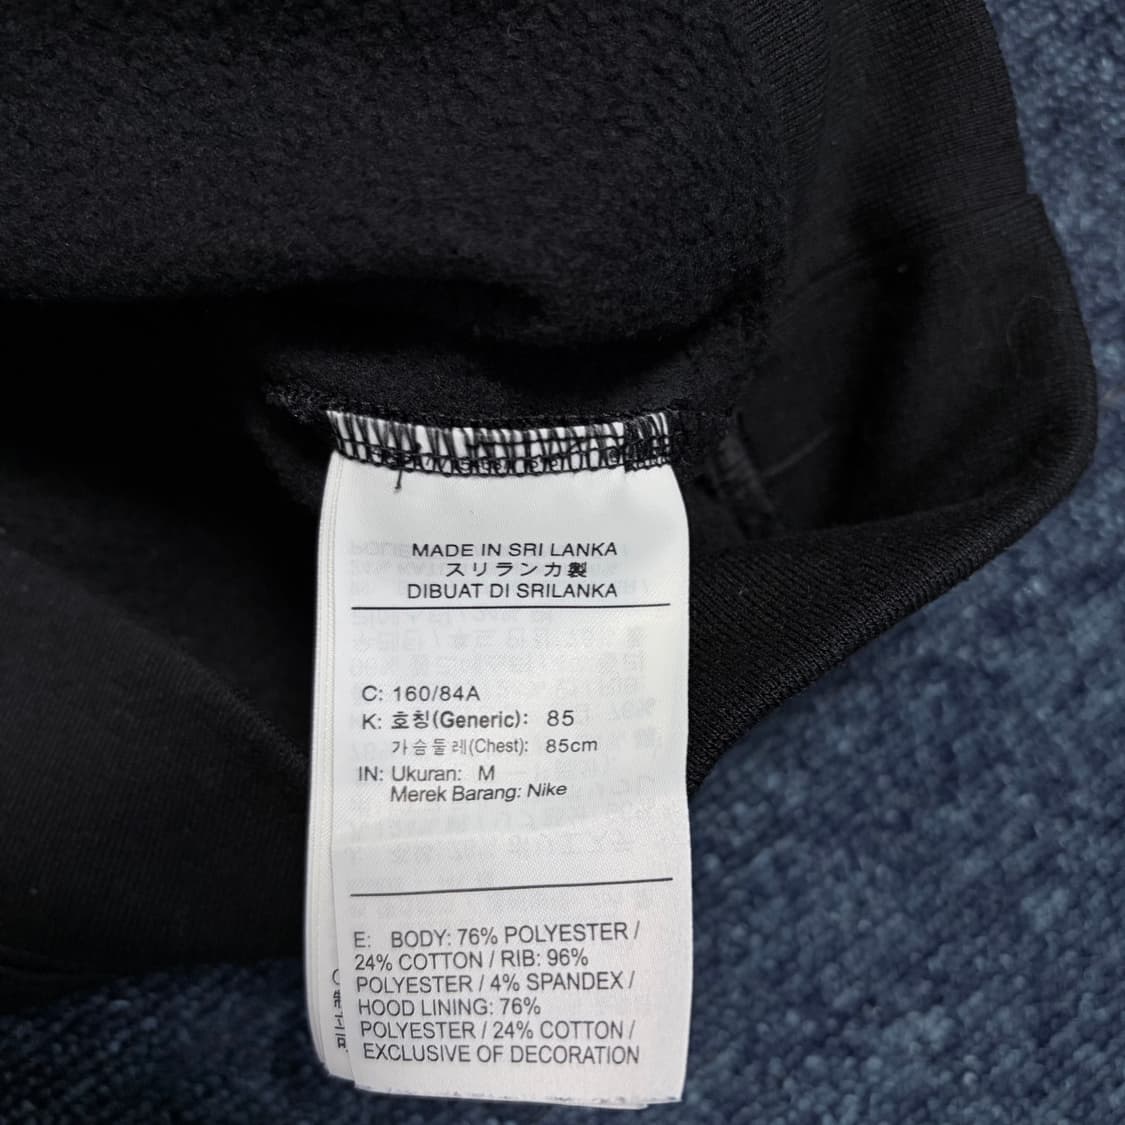 MADE IN SRI LANKA
スリランカ製
DIBUAT DI SRILANKA
C: 160/84A
K: 호칭(Generic): 85
가슴둘레(Chest): 85cm
IN: Ukuran: M
Merek Barang: Nike
E: BODY: 76% POLYESTER /
24% COTTON / RIB: 96%
POLYESTER / 4% SPANDEX /
HOOD LINING: 76%
POLYESTER / 24% COTTON /
EXCLUSIVE OF DECORATION